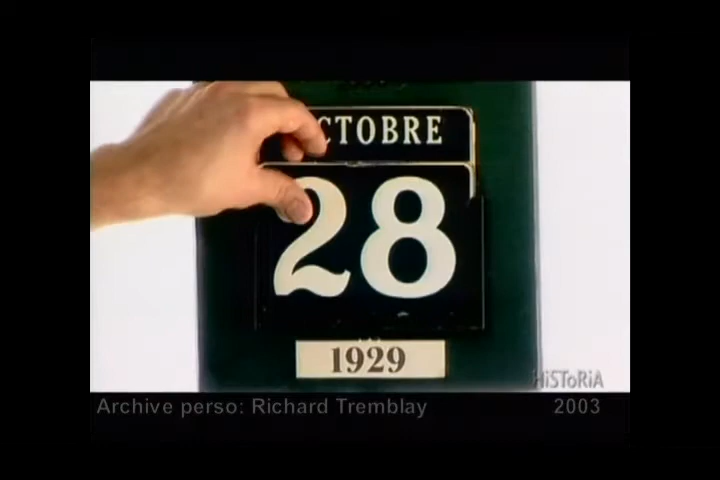 CTOBRE
28
1929
HiSToRiA
Archive perso: Richard Tremblay 2003